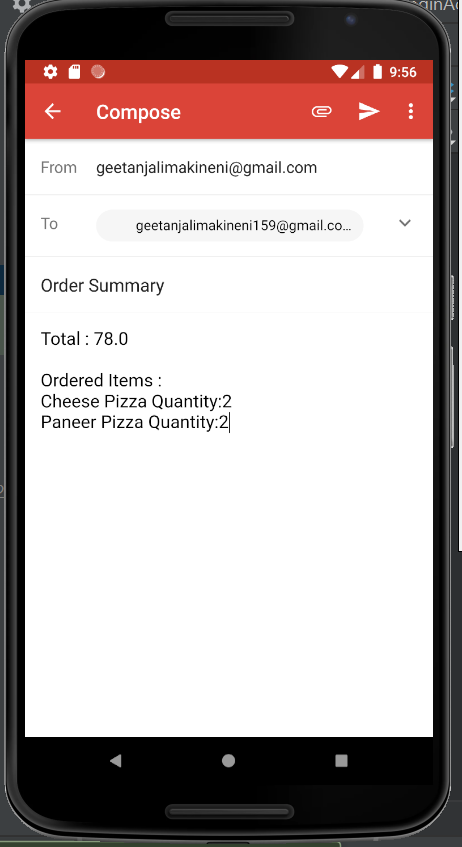 ginAc
9:56
Compose
From geetanjalimakineni@gmail.com
To geetanjalimakineni159@gmail.co...
Order Summary
Total : 78.0
Ordered Items :
Cheese Pizza Quantity:2
Paneer Pizza Quantity:2